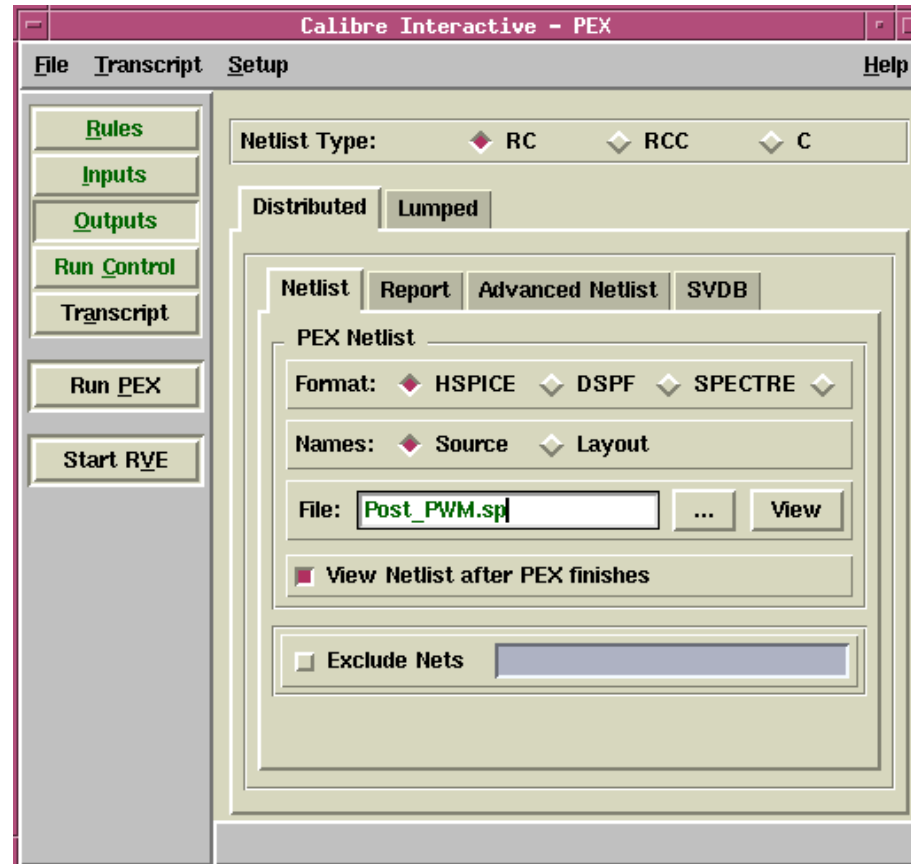 Calibre Interactive - PEX
File Transcript Setup Help
Rules
Inputs
Outputs
Run Control
Transcript
Run PEX
Start RVE
Netlist Type: RC RCC C
Distributed Lumped
Netlist Report Advanced Netlist SVDB
PEX Netlist
Format: HSPICE DSPF SPECTRE
Names: Source Layout
File: Post_PWM.sp ... View
View Netlist after PEX finishes
Exclude Nets